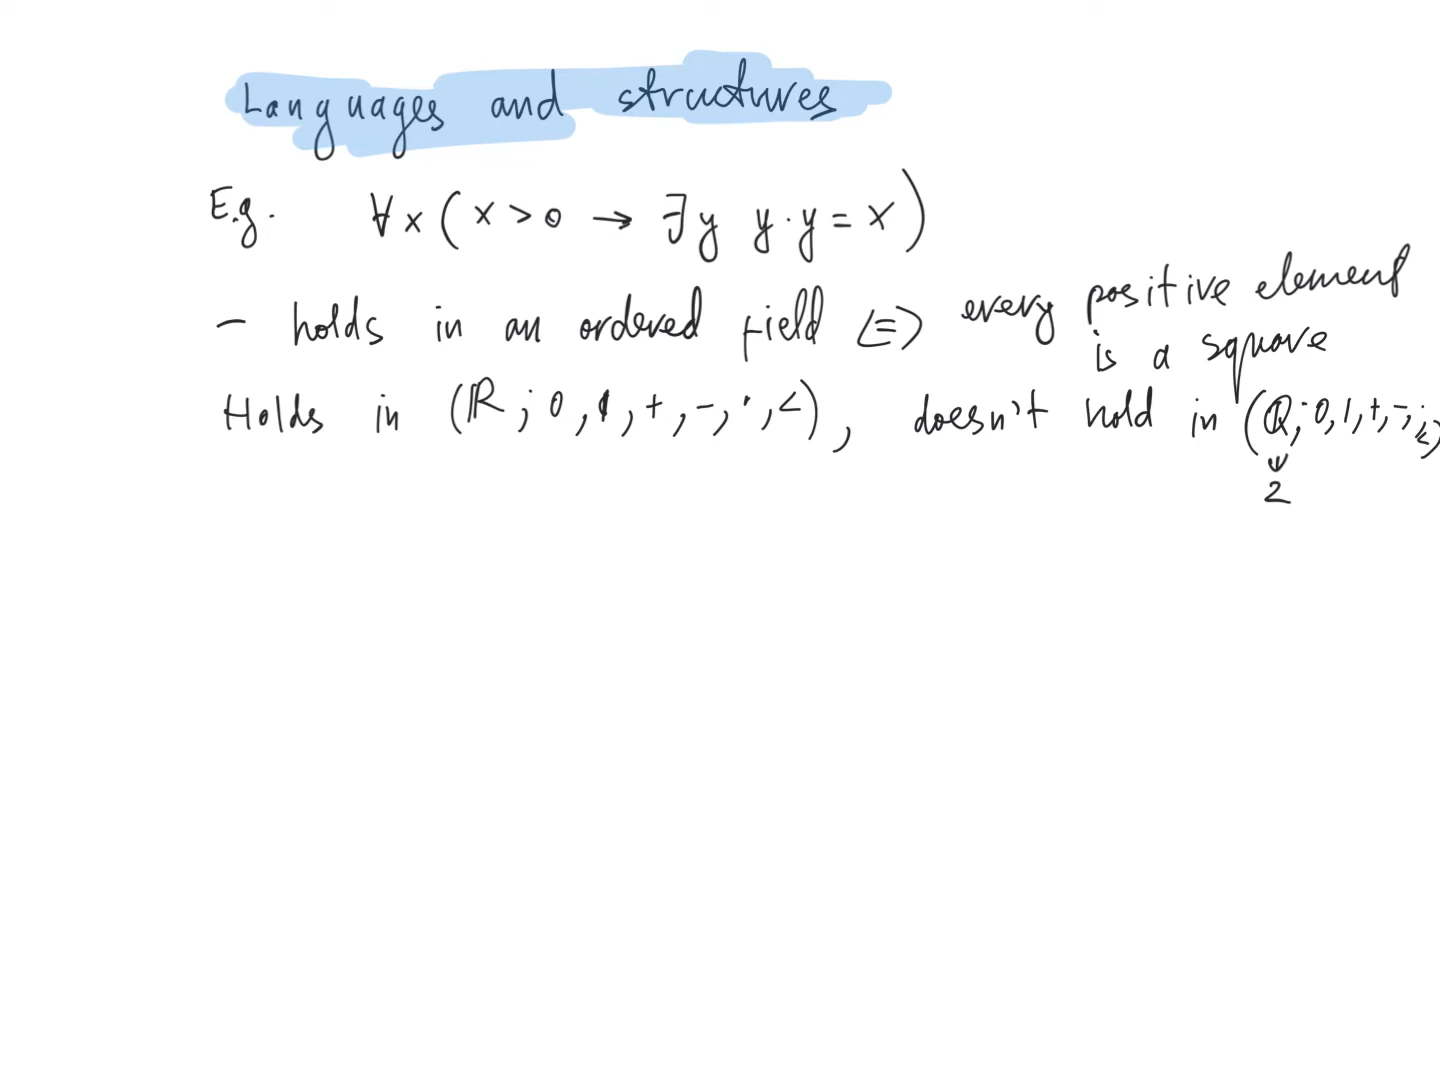 Languages and structures
E.g. ∀x (x > 0 → ∃y y·y = x)
– holds in an ordered field <=> every positive element
is a square
Holds in (ℝ; 0, 1, +, -, ·, <), doesn't hold in (ℚ; 0, 1, +, -, ·, <)
2